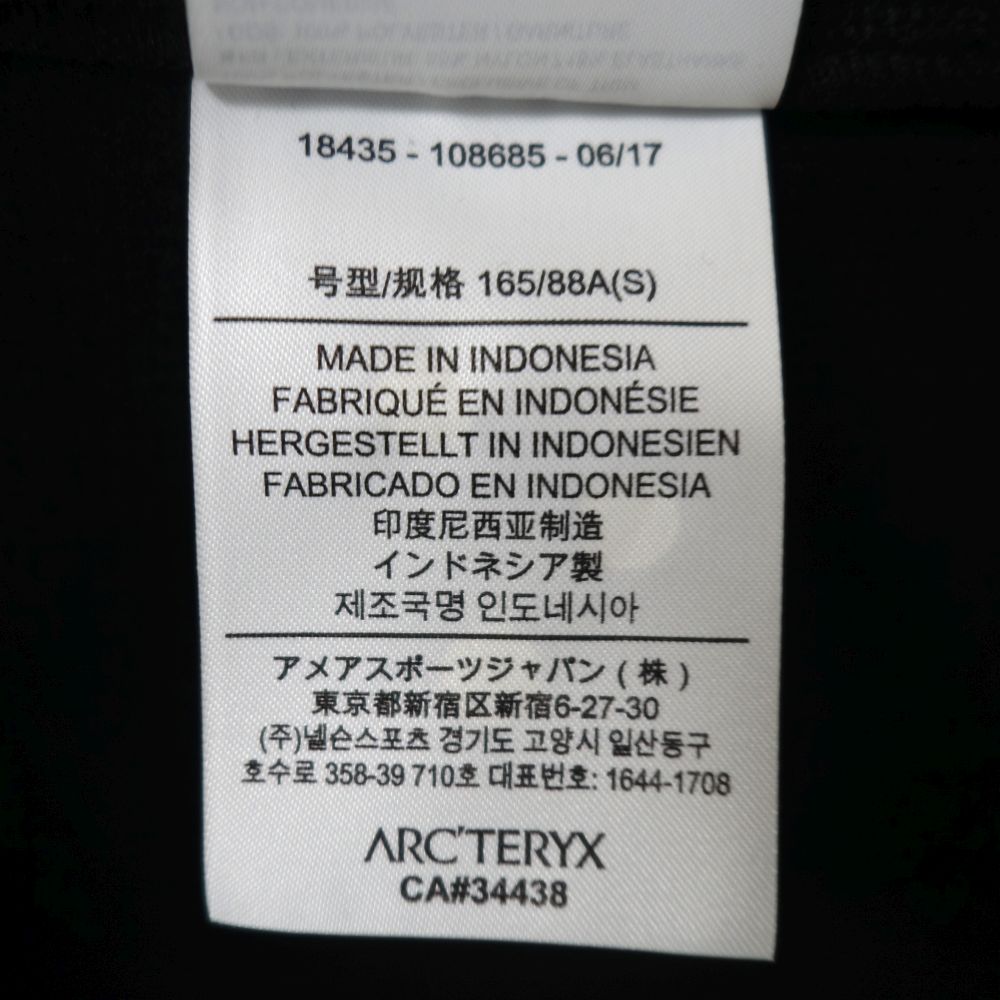 18435 - 108685 - 06/17
号型/规格 165/88A(S)
MADE IN INDONESIA
FABRIQUÉ EN INDONÉSIE
HERGESTELLT IN INDONESIEN
FABRICADO EN INDONESIA
印度尼西亚制造
インドネシア製
제조국명 인도네시아
アメアスポーツジャパン ( 株 )
東京都新宿区新宿6-27-30
(주)넬슨스포츠 경기도 고양시 일산동구
호수로 358-39 710호 대표번호: 1644-1708
ARC'TERYX
CA#34438